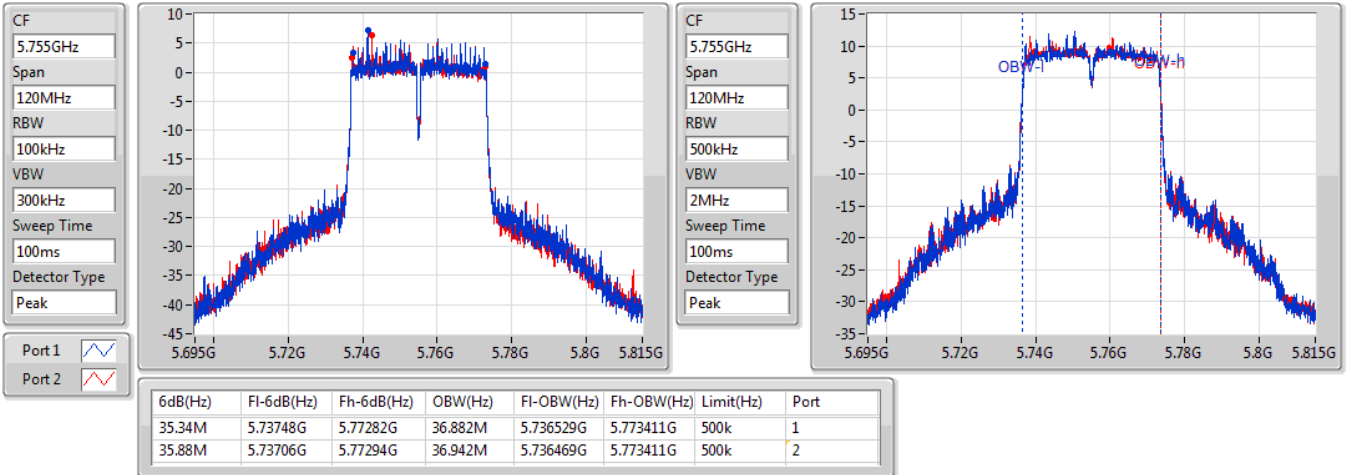 CF
5.755GHz
Span
120MHz
RBW
100kHz
VBW
300kHz
Sweep Time
100ms
Detector Type
Peak
Port 1
Port 2
10
5
0
-5
-10
-15
-20
-25
-30
-35
-40
-45
5.695G 5.72G 5.74G 5.76G 5.78G 5.8G 5.815G
CF
5.755GHz
Span
120MHz
RBW
500kHz
VBW
2MHz
Sweep Time
100ms
Detector Type
Peak
15
10
5
0
-5
-10
-15
-20
-25
-30
-35
OBW-l OBW-h
5.695G 5.72G 5.74G 5.76G 5.78G 5.8G 5.815G
6dB(Hz) Fl-6dB(Hz) Fh-6dB(Hz) OBW(Hz) Fl-OBW(Hz) Fh-OBW(Hz) Limit(Hz) Port
35.34M 5.73748G 5.77282G 36.882M 5.736529G 5.773411G 500k 1
35.88M 5.73706G 5.77294G 36.942M 5.736469G 5.773411G 500k 2